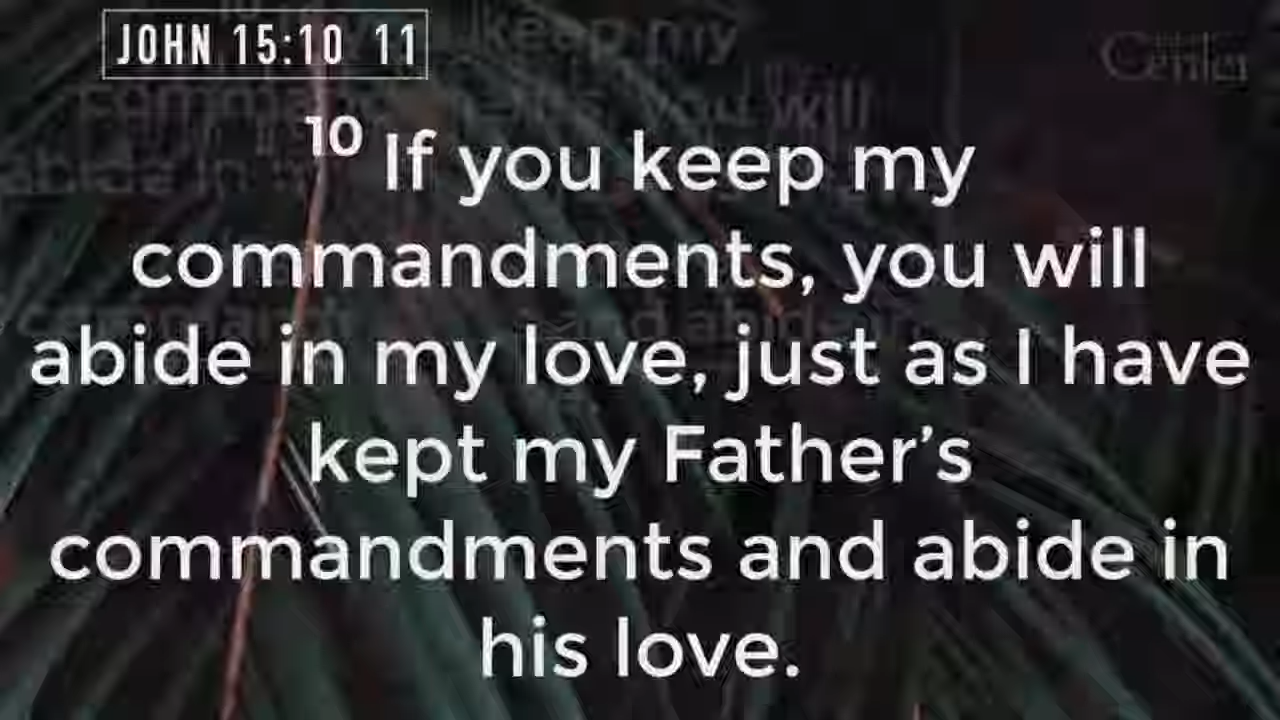 JOHN 15:10 11
Center
10 If you keep my
commandments, you will
abide in my love, just as I have
kept my Father's
commandments and abide in
his love.